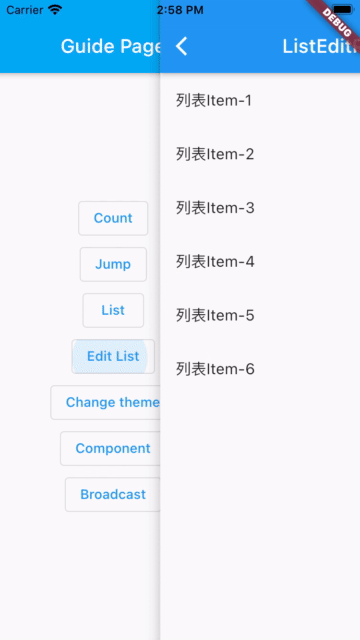 Carrier 2:58 PM
DEBUG
Guide Page
ListEdit
列表Item-1
列表Item-2
列表Item-3
列表Item-4
列表Item-5
列表Item-6
Count
Jump
List
Edit List
Change theme
Component
Broadcast